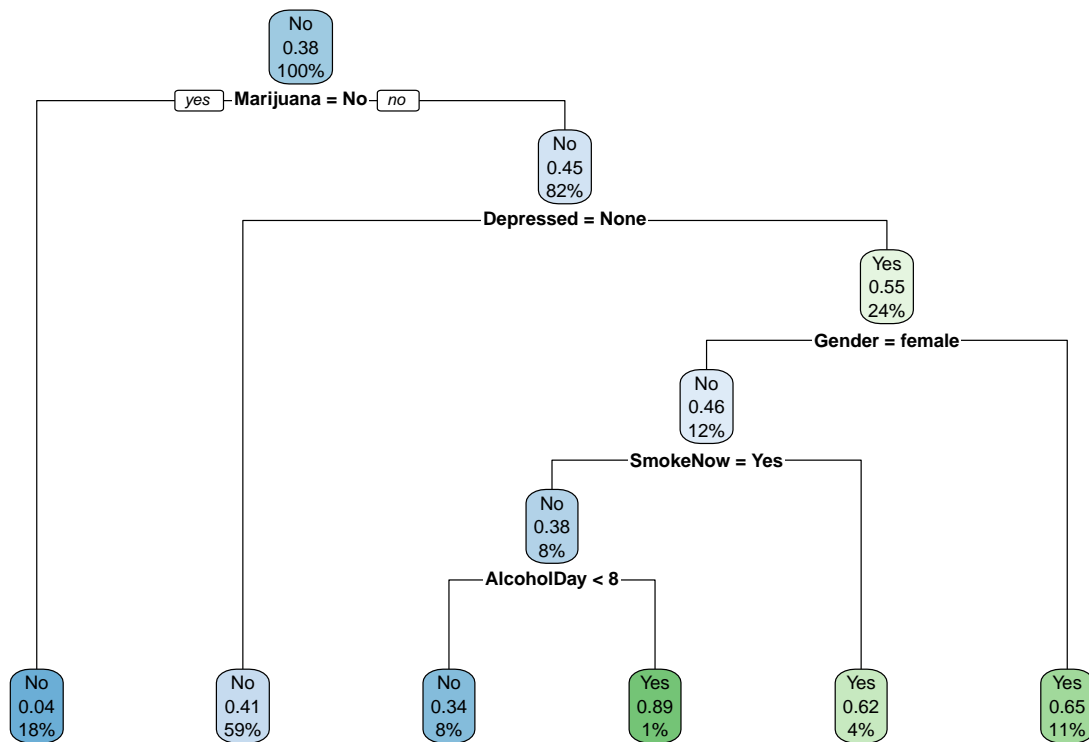 No
0.38
100%
yes Marijuana = No no
No
0.45
82%
Depressed = None
Yes
0.55
24%
Gender = female
No
0.46
12%
SmokeNow = Yes
No
0.38
8%
AlcoholDay < 8
No
0.04
18%
No
0.41
59%
No
0.34
8%
Yes
0.89
1%
Yes
0.62
4%
Yes
0.65
11%